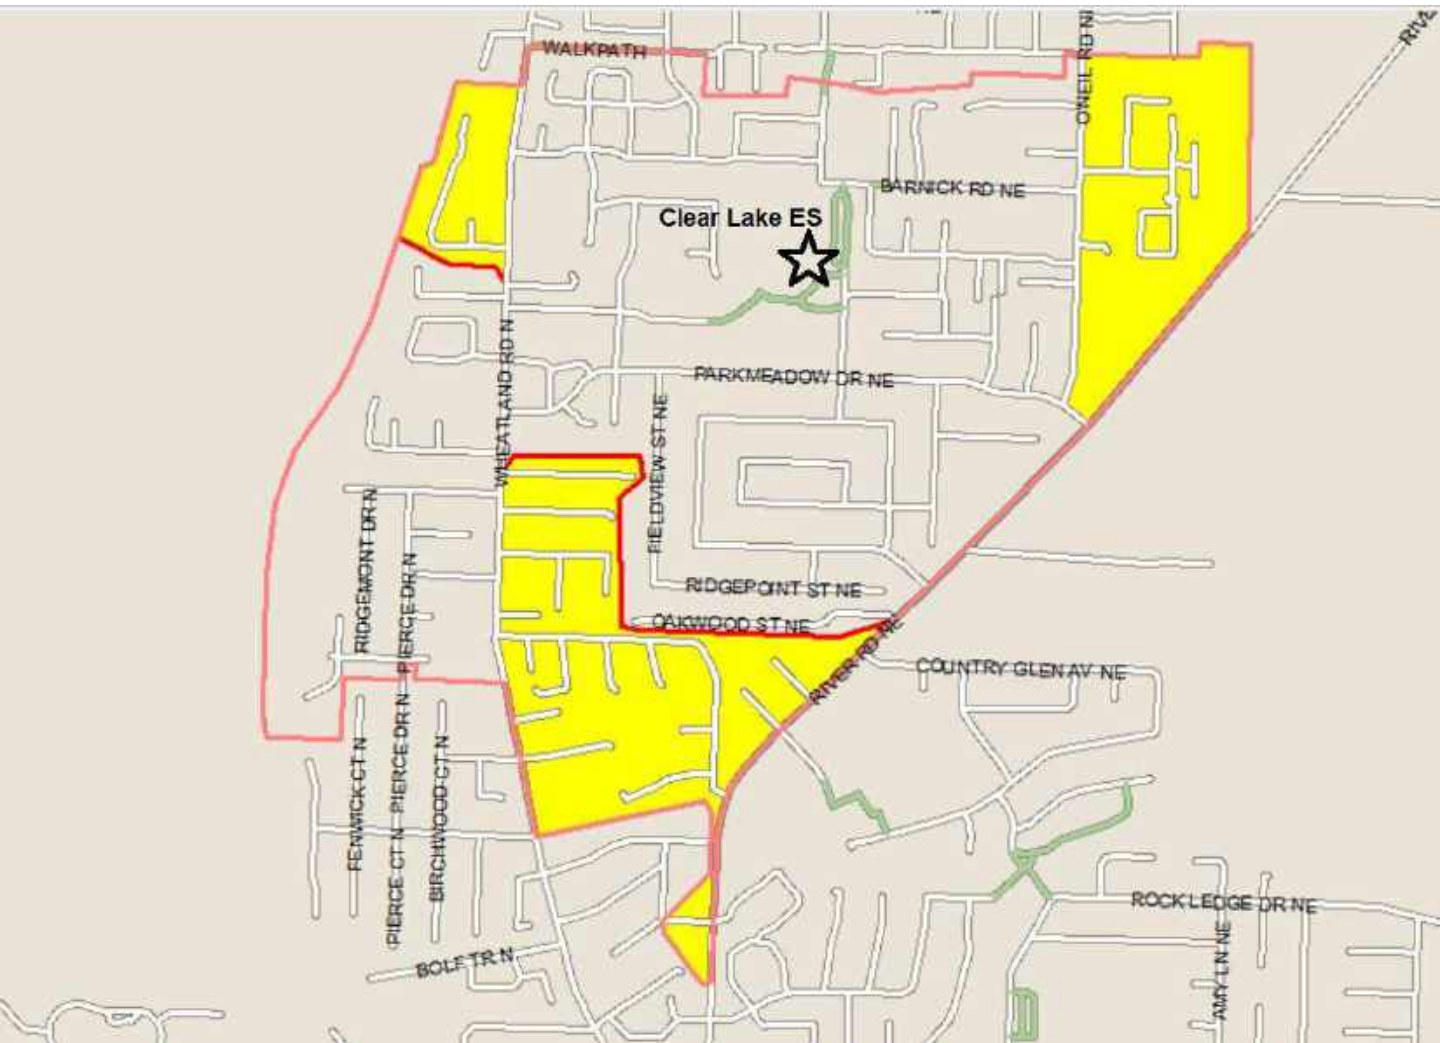 WALKPATH
ONEIL RD NE
RIVE
BARNICK RD NE
Clear Lake ES
WHEATLAND RD N
PARKMEADOW DR NE
FIELDVIEW ST NE
RIDGEMONT DR N
PIERCE DR N
RIDGEPOINT ST NE
OAKWOOD ST NE
RIVER RD NE
COUNTRY GLEN AV NE
PIERCE DR N
FENWICK CT N
PIERCE CT N
BIRCHWOOD CT N
ROCKLEDGE DR NE
AMY LN NE
BOLF TR N